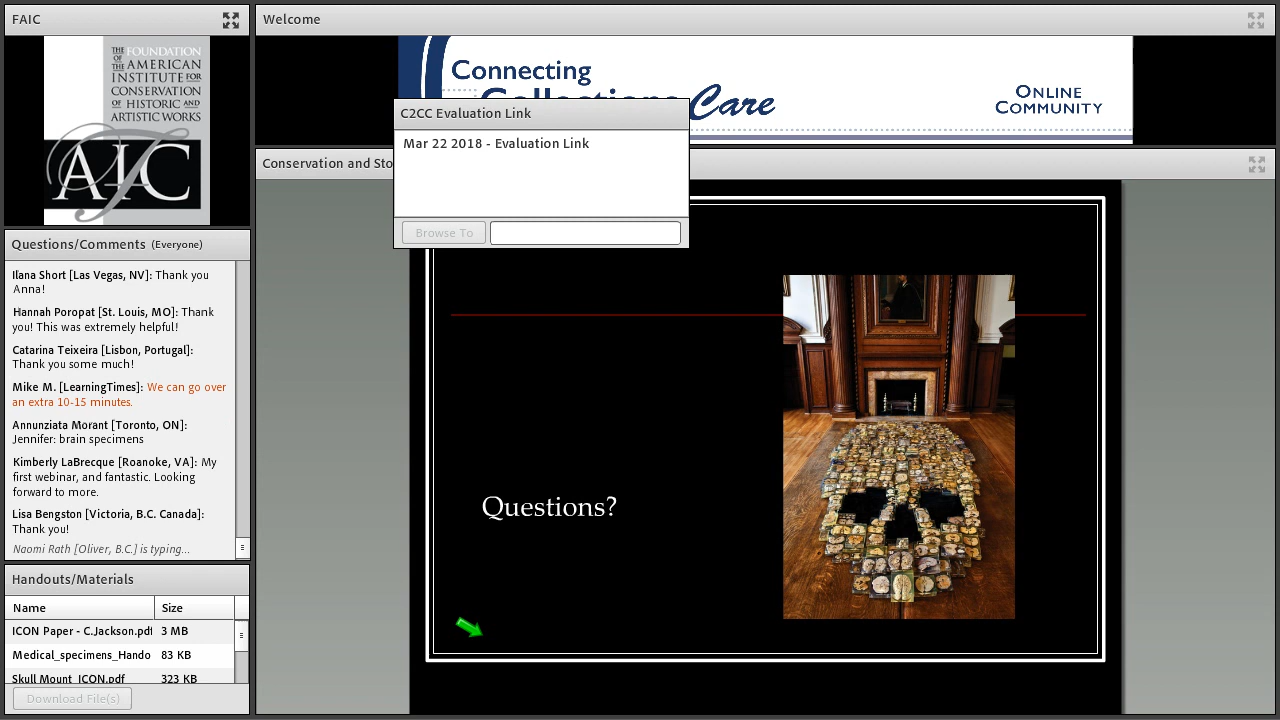 FAIC
THE FOUNDATION
OF THE AMERICAN
INSTITUTE FOR
CONSERVATION
OF HISTORIC AND
ARTISTIC WORKS
AIC
Questions/Comments (Everyone)
Ilana Short [Las Vegas, NV]: Thank you
Anna!
Hannah Poropat [St. Louis, MO]: Thank
you! This was extremely helpful!
Catarina Teixeira [Lisbon, Portugal]:
Thank you some much!
Mike M. [LearningTimes]: We can go over
an extra 10-15 minutes.
Annunziata Morant [Toronto, ON]:
Jennifer: brain specimens
Kimberly LaBrecque [Roanoke, VA]: My
first webinar, and fantastic. Looking
forward to more.
Lisa Bengston [Victoria, B.C. Canada]:
Thank you!
Naomi Rath [Oliver, B.C.] is typing...
Handouts/Materials
Name Size
ICON Paper - C.Jackson.pdf 3 MB
Medical_specimens_Hando 83 KB
Skull Mount_ICON.pdf 323 KB
Download File(s)
Welcome
Connecting
Collections Care
ONLINE
COMMUNITY
C2CC Evaluation Link
Mar 22 2018 - Evaluation Link
Browse To
Conservation and Sto
Questions?